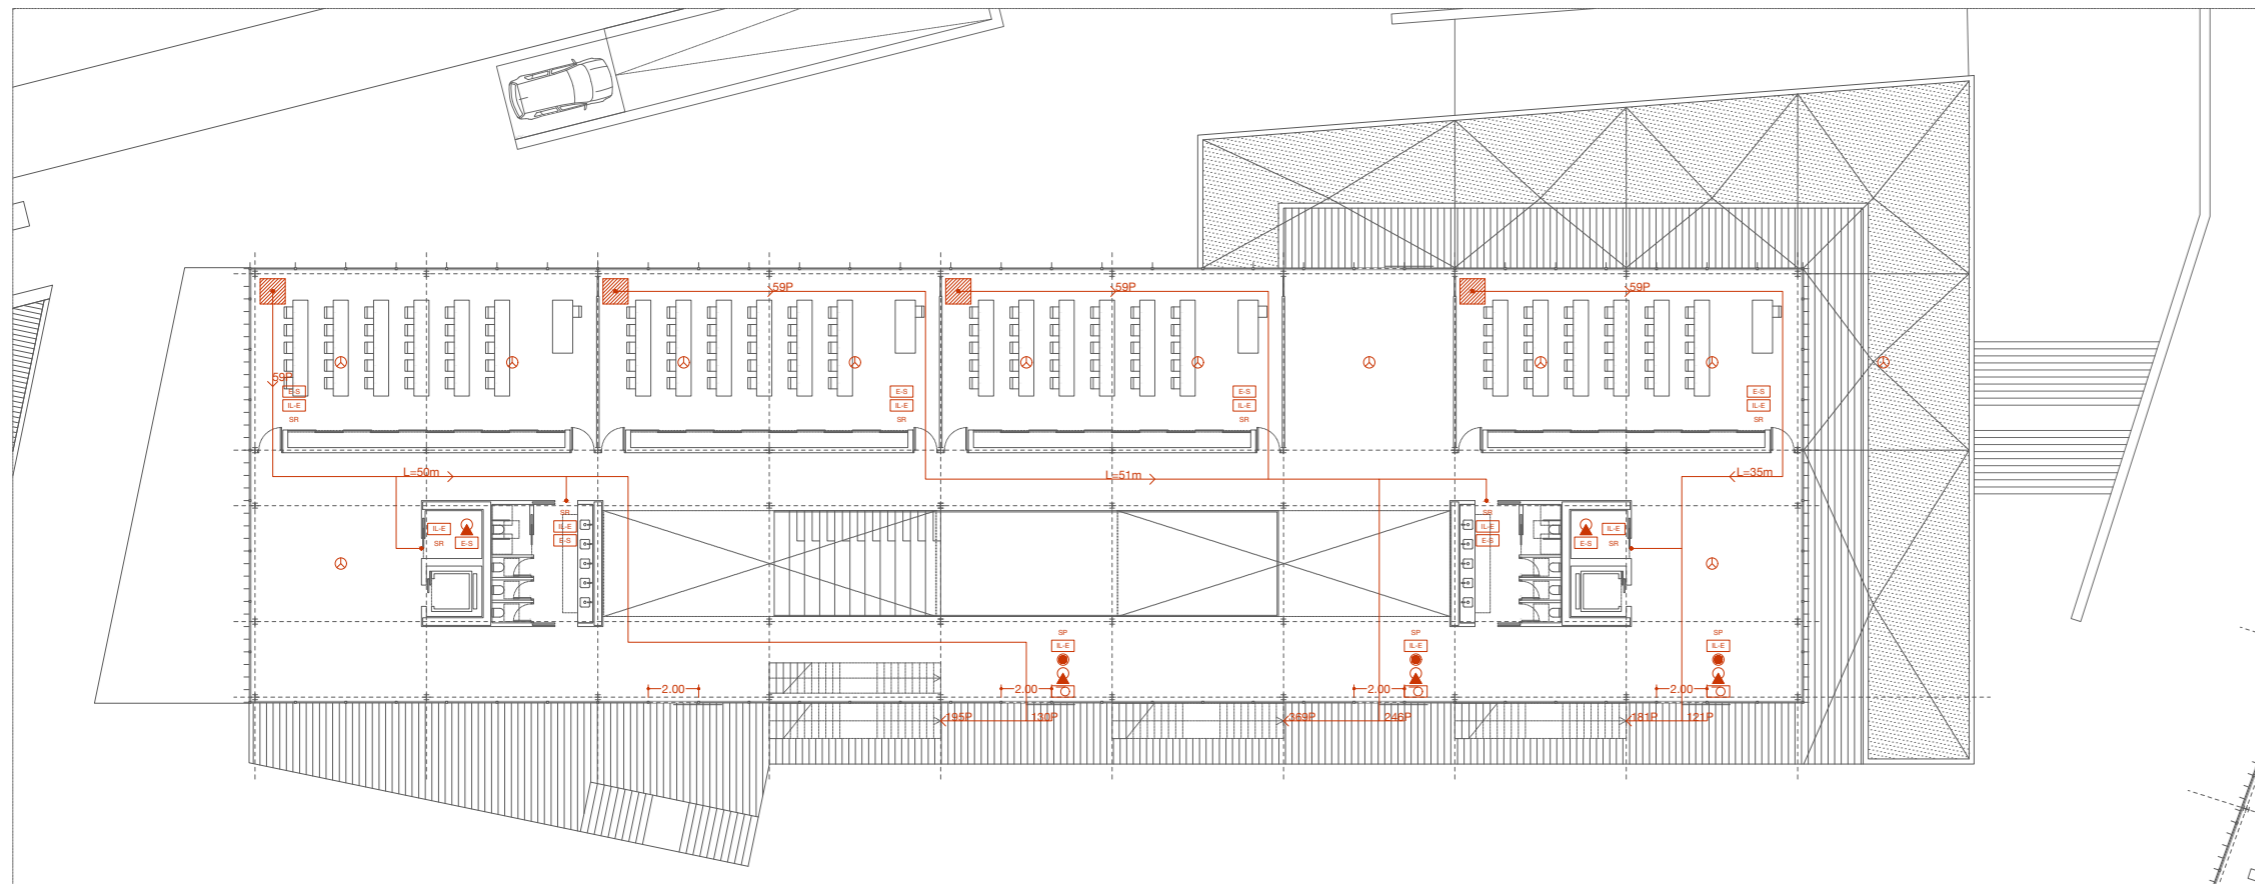 59P
59P
59P
59P
E-S
IL-E
SR
E-S
IL-E
SR
E-S
IL-E
SR
E-S
IL-E
SR
L=50m
L=51m
L=35m
IL-E
SR
E-S
SR
IL-E
E-S
SR
IL-E
E-S
E-S
IL-E
SR
SP
IL-E
SP
IL-E
SP
IL-E
2.00
2.00
2.00
2.00
195P
130P
369P
246P
181P
121P